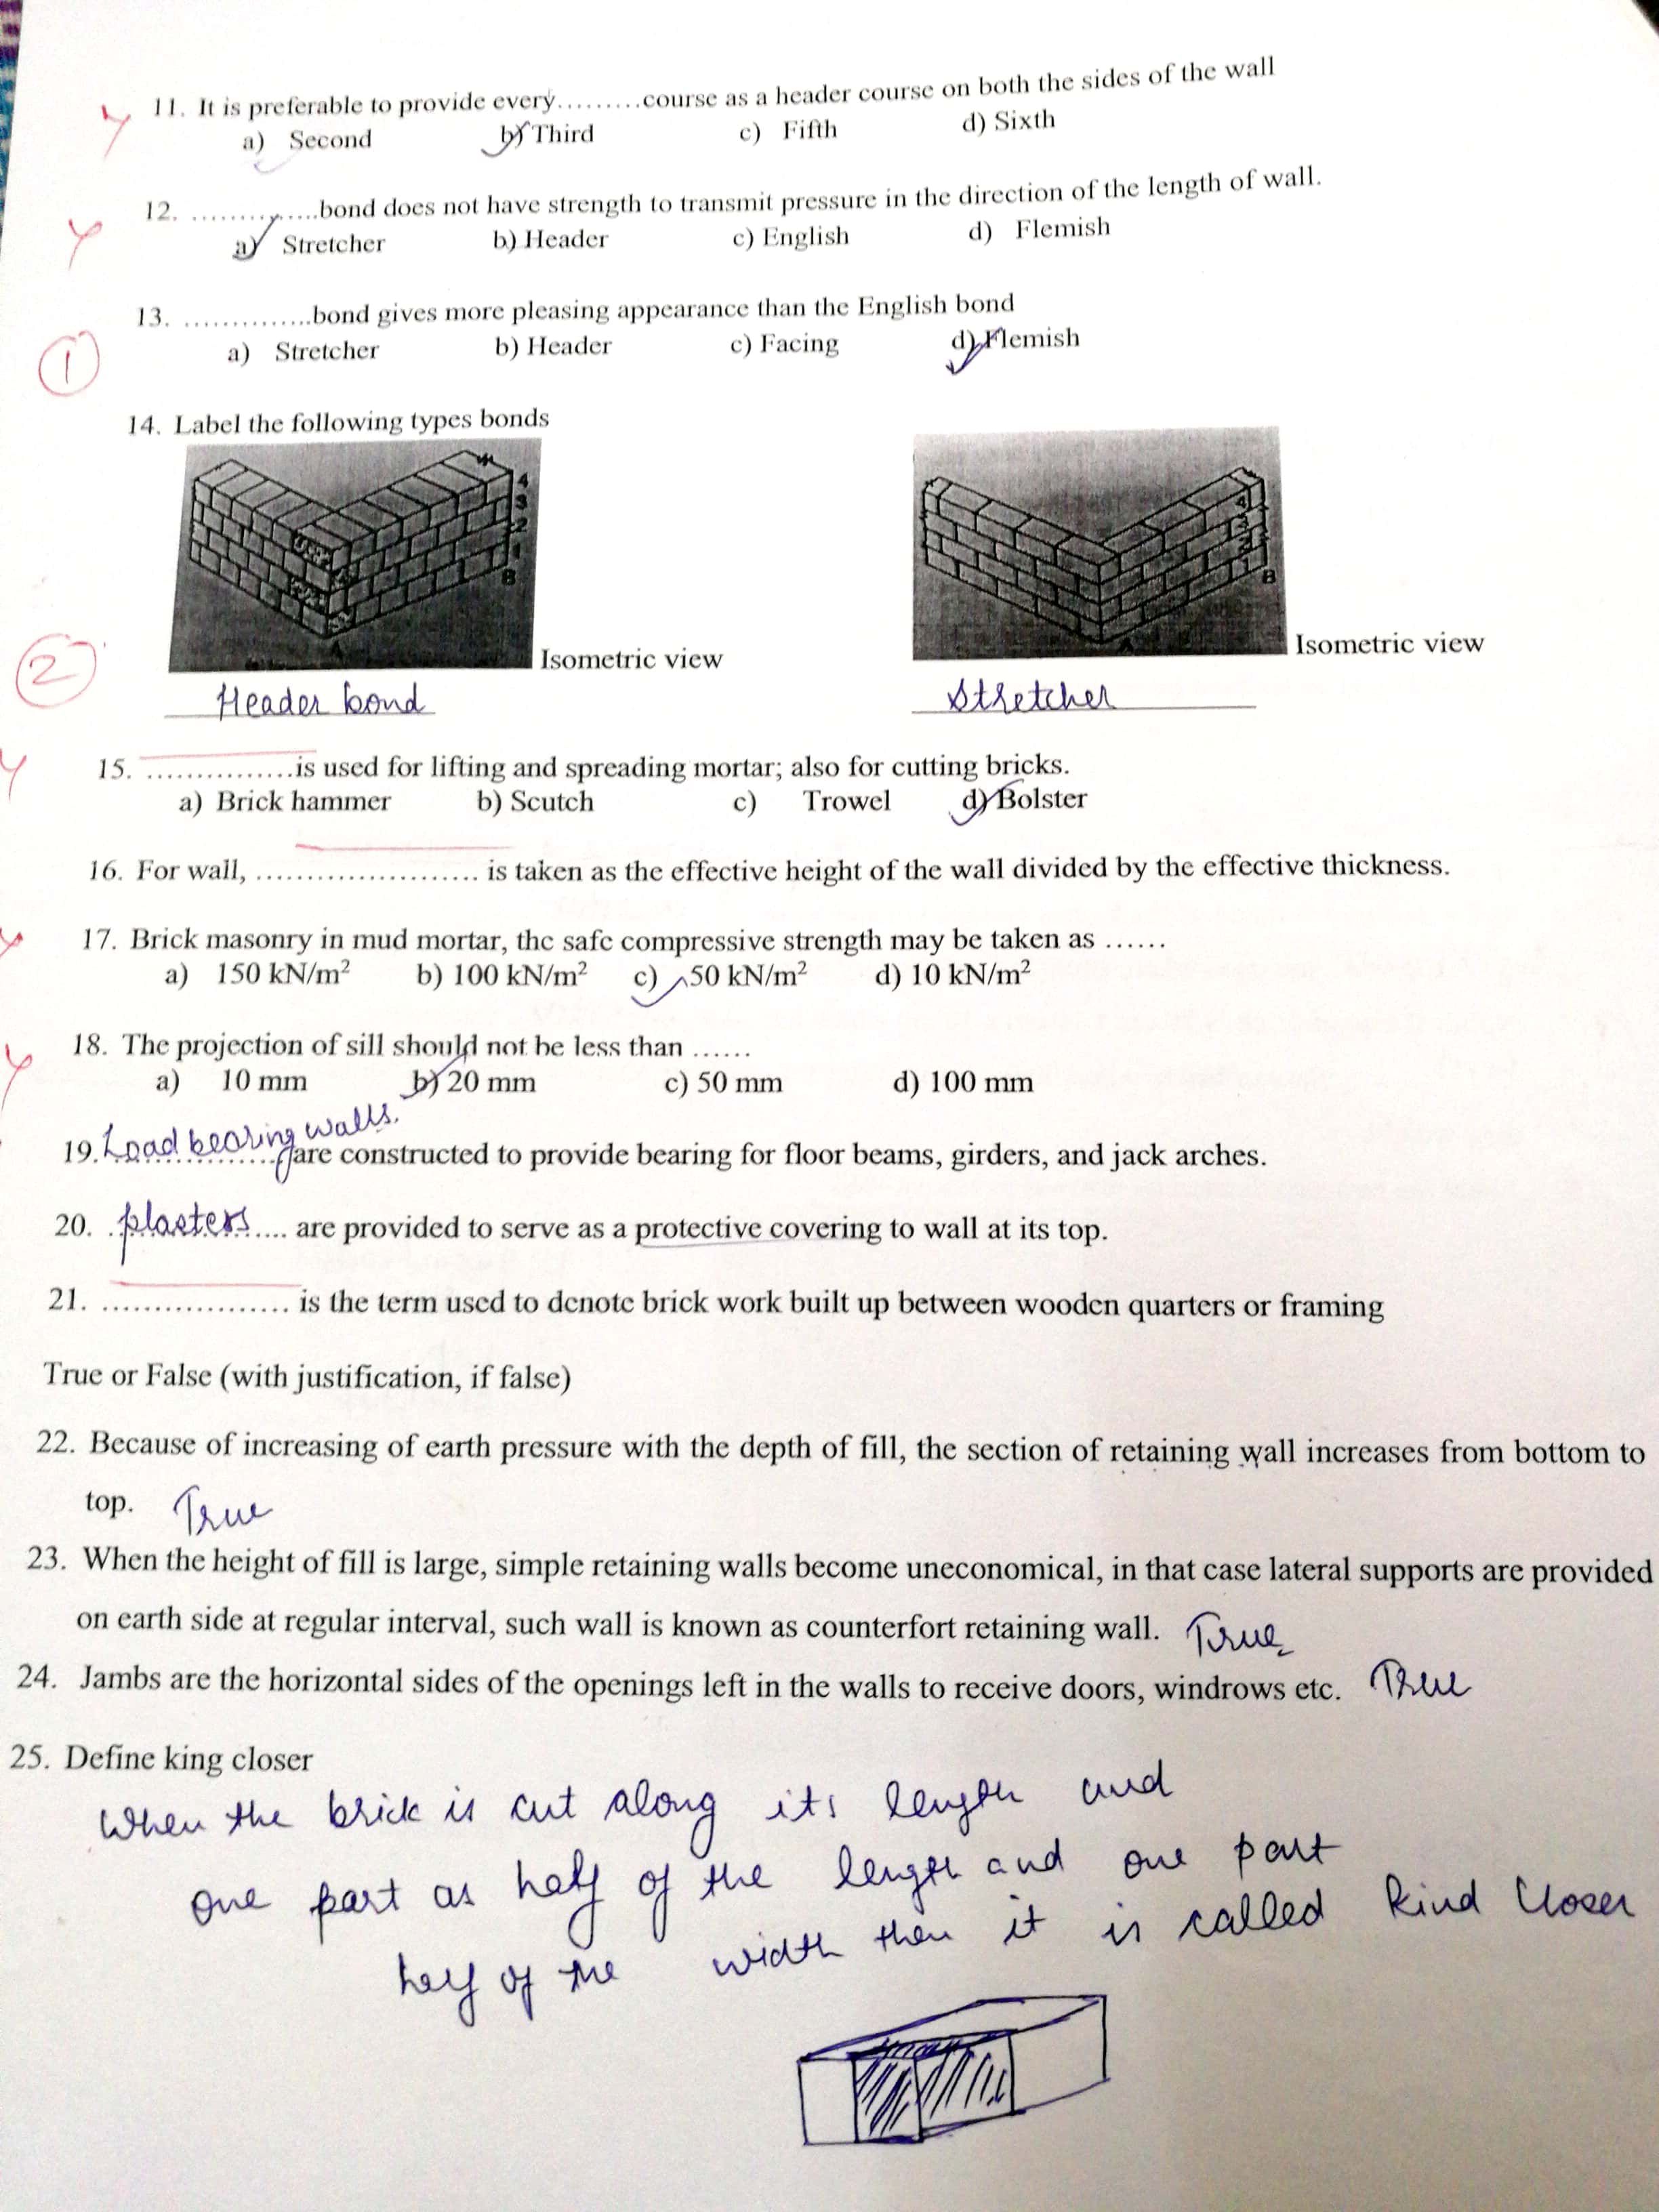 11. It is preferable to provide every.........course as a header course on both the sides of the wall
a) Second b) Third c) Fifth d) Sixth
12. ..............bond does not have strength to transmit pressure in the direction of the length of wall.
a) Stretcher b) Header c) English d) Flemish
13. ..............bond gives more pleasing appearance than the English bond
1
a) Stretcher b) Header c) Facing d) Flemish
14. Label the following types bonds
4
3
2
1
B
A
4
3
2
1
B
A
2
Isometric view Isometric view
Header bond Stretcher
15. ................is used for lifting and spreading mortar; also for cutting bricks.
a) Brick hammer b) Scutch c) Trowel d) Bolster
16. For wall, ...................... is taken as the effective height of the wall divided by the effective thickness.
17. Brick masonry in mud mortar, the safe compressive strength may be taken as ......
a) 150 kN/m² b) 100 kN/m² c) 50 kN/m² d) 10 kN/m²
18. The projection of sill should not be less than ......
a) 10 mm b) 20 mm c) 50 mm d) 100 mm
19. Load bearing walls. are constructed to provide bearing for floor beams, girders, and jack arches.
20. plasters .... are provided to serve as a protective covering to wall at its top.
21. .................. is the term used to denote brick work built up between wooden quarters or framing
True or False (with justification, if false)
22. Because of increasing of earth pressure with the depth of fill, the section of retaining wall increases from bottom to
top. True
23. When the height of fill is large, simple retaining walls become uneconomical, in that case lateral supports are provided
on earth side at regular interval, such wall is known as counterfort retaining wall. True
24. Jambs are the horizontal sides of the openings left in the walls to receive doors, windrows etc. True
25. Define king closer
When the brick is cut along its length and
one part as half of the length and one part
half of the width then it is called Kind Closer